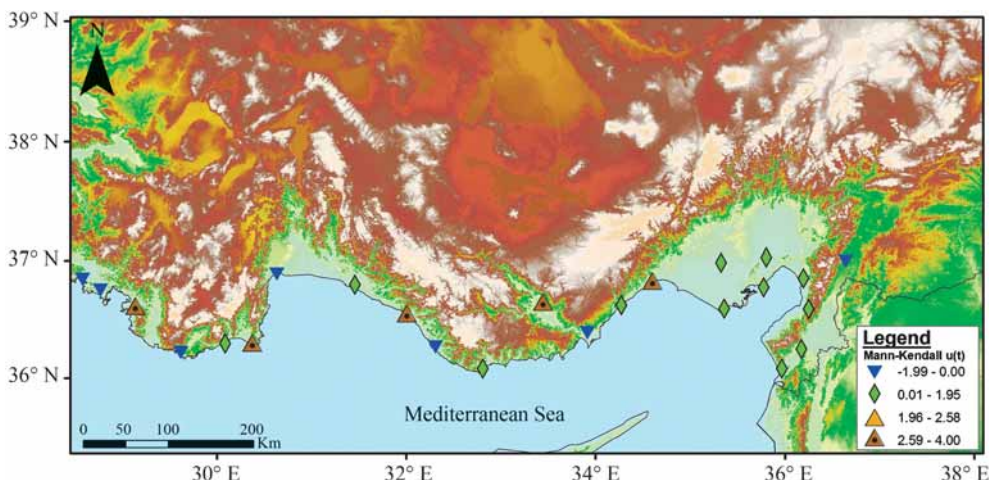 39° N
38° N
37° N
36° N
N
Mediterranean Sea
0 50 100 200
Km
30° E 32° E 34° E 36° E 38° E
Legend
Mann-Kendall u(t)
-1.99 - 0.00
0.01 - 1.95
1.96 - 2.58
2.59 - 4.00